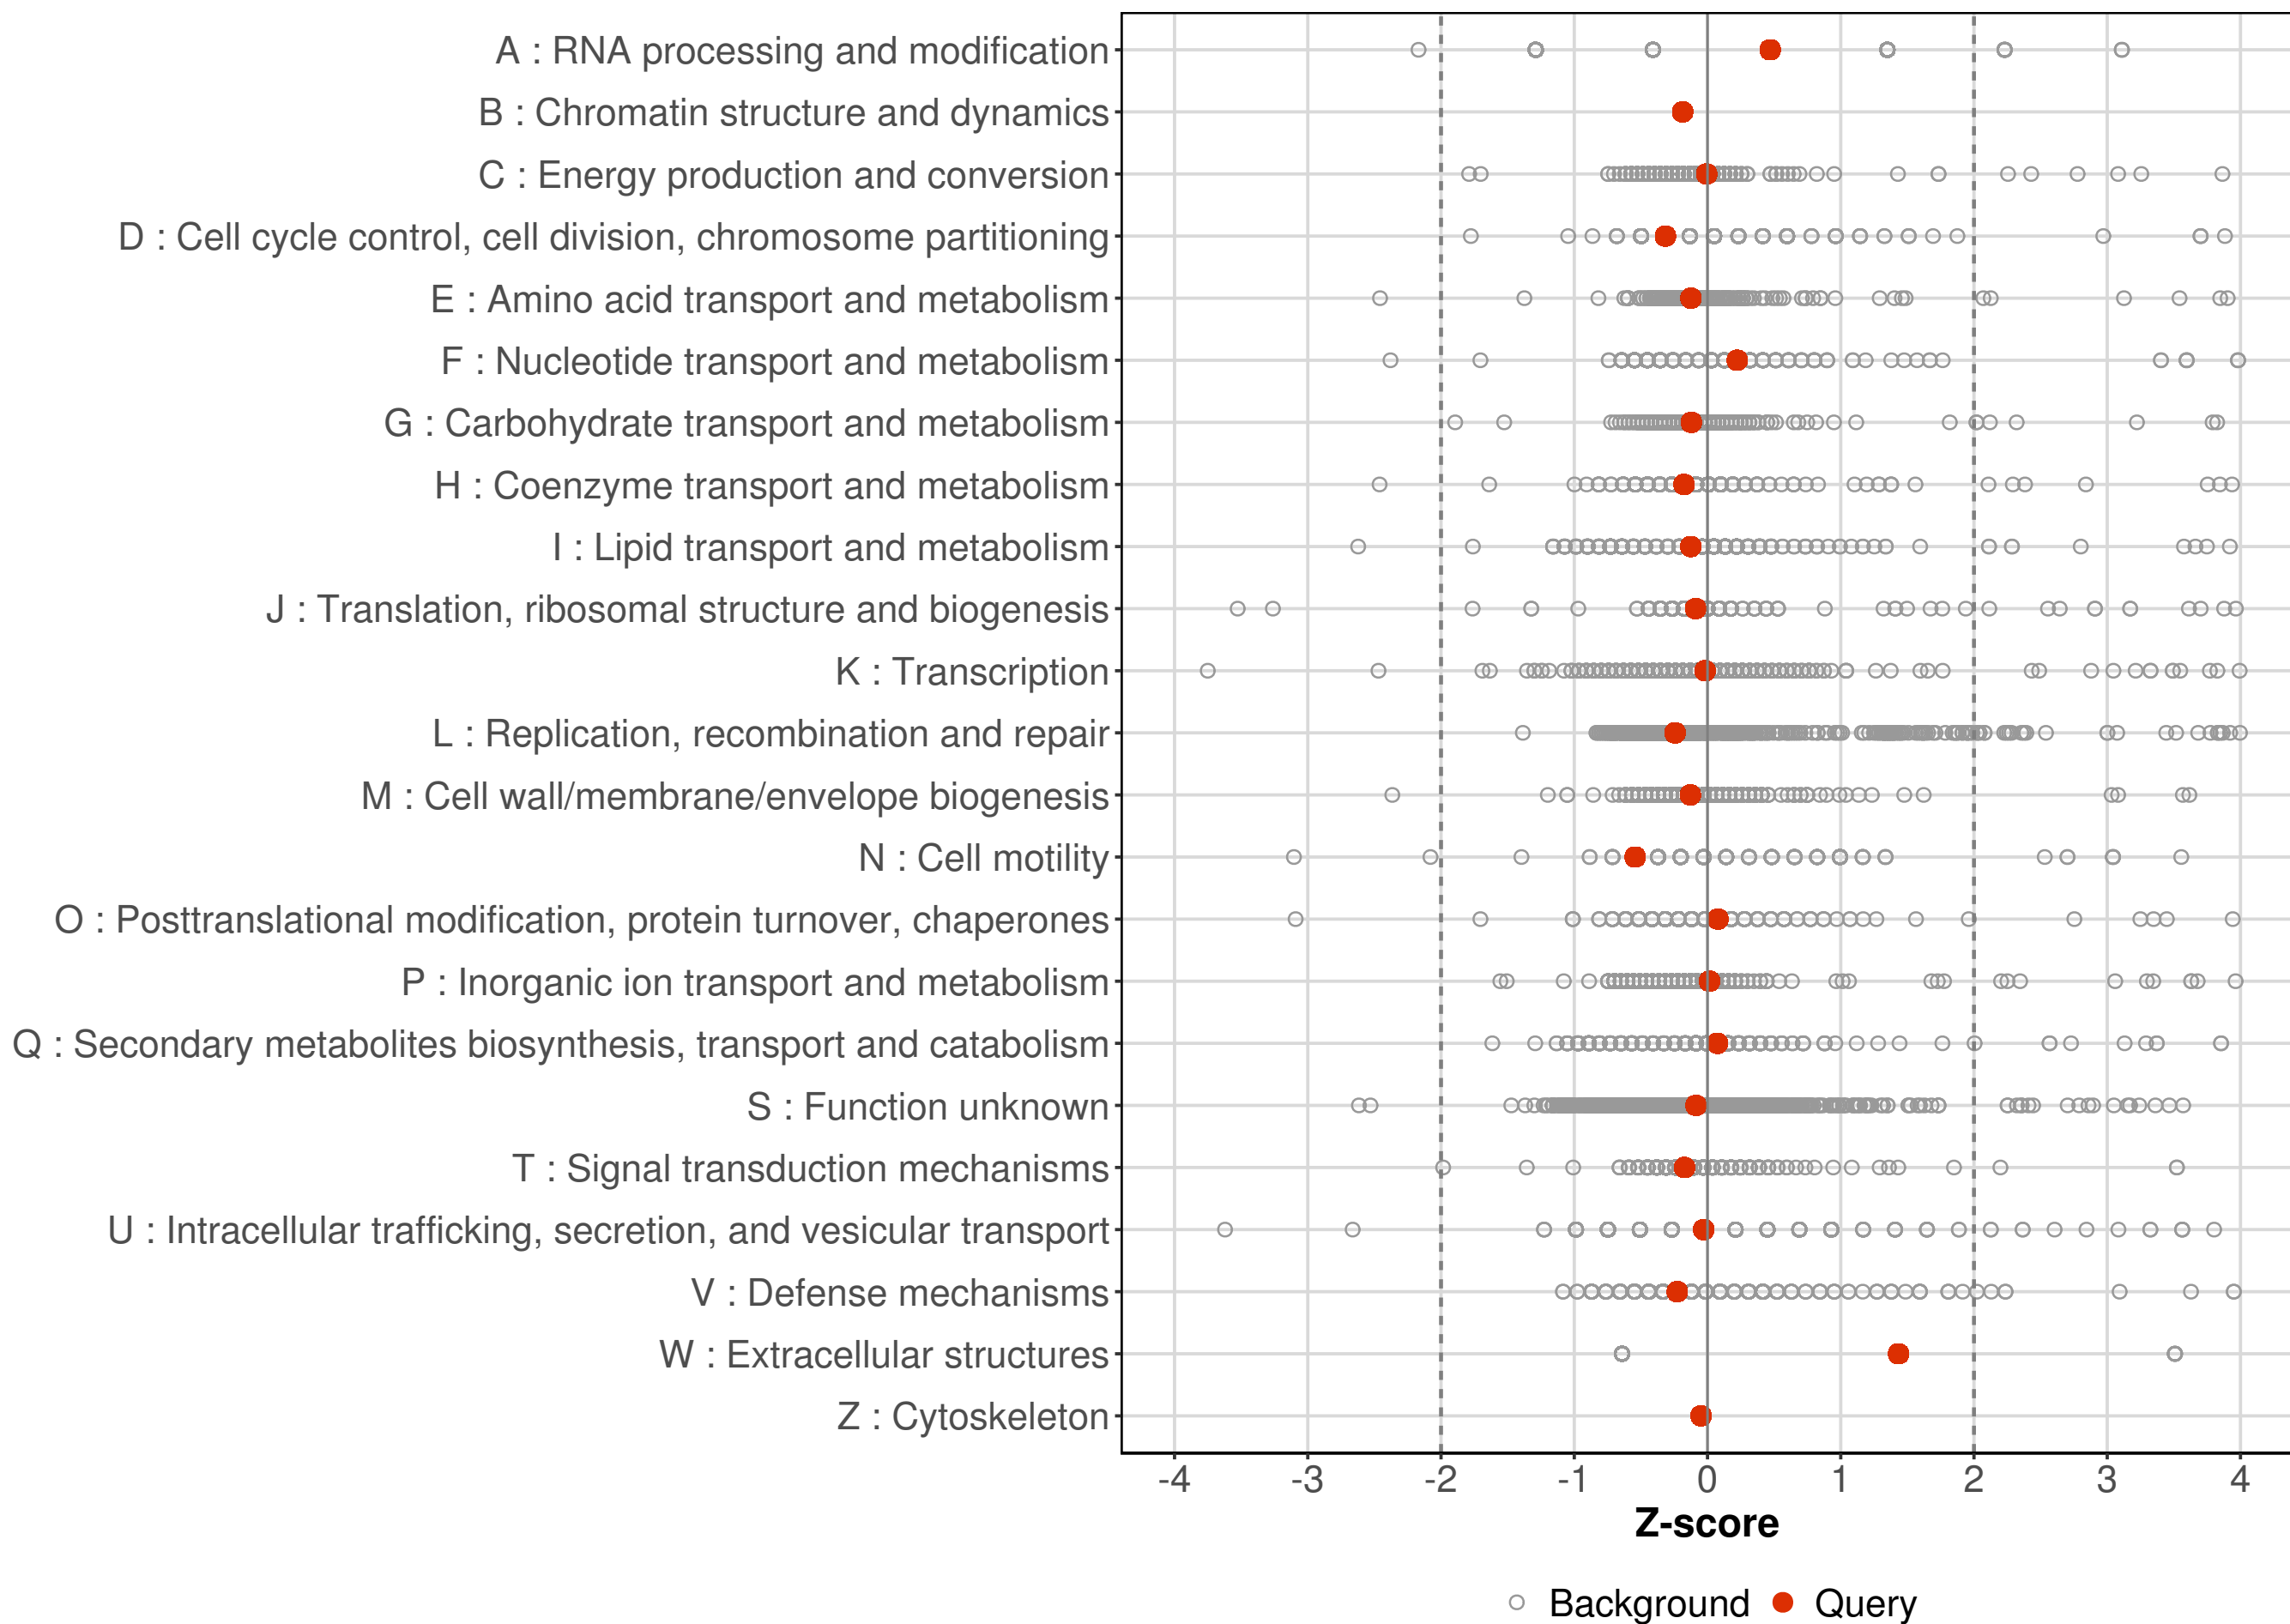 A : RNA processing and modification
B : Chromatin structure and dynamics
C : Energy production and conversion
D : Cell cycle control, cell division, chromosome partitioning
E : Amino acid transport and metabolism
F : Nucleotide transport and metabolism
G : Carbohydrate transport and metabolism
H : Coenzyme transport and metabolism
I : Lipid transport and metabolism
J : Translation, ribosomal structure and biogenesis
K : Transcription
L : Replication, recombination and repair
M : Cell wall/membrane/envelope biogenesis
N : Cell motility
O : Posttranslational modification, protein turnover, chaperones
P : Inorganic ion transport and metabolism
Q : Secondary metabolites biosynthesis, transport and catabolism
S : Function unknown
T : Signal transduction mechanisms
U : Intracellular trafficking, secretion, and vesicular transport
V : Defense mechanisms
W : Extracellular structures
Z : Cytoskeleton
-4 -3 -2 -1 0 1 2 3 4
Z-score
Background Query